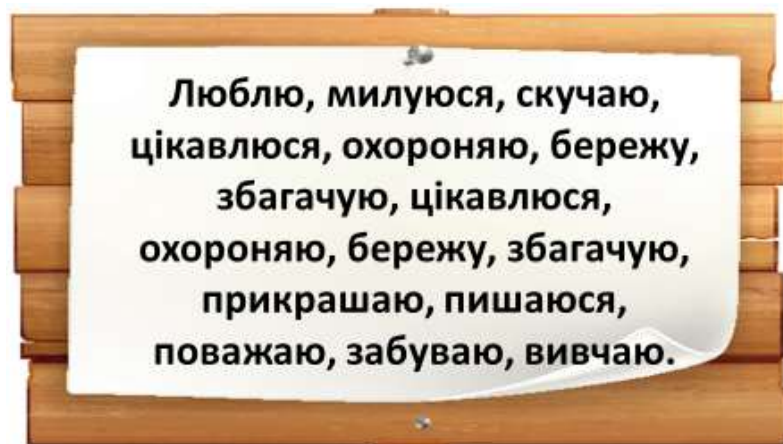 Люблю, милуюся, скучаю,
цікавлюся, охороняю, бережу,
збагачую, цікавлюся,
охороняю, бережу, збагачую,
прикрашаю, пишаюся,
поважаю, забуваю, вивчаю.